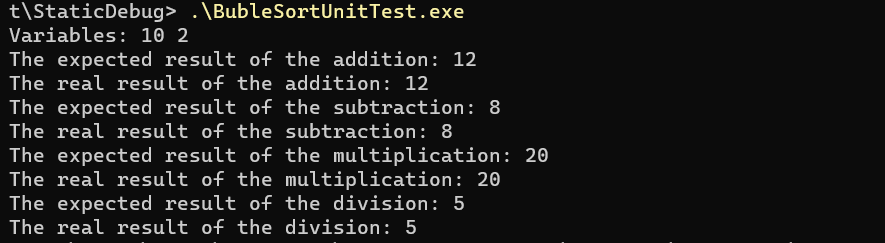 t\StaticDebug> .\BubleSortUnitTest.exe
Variables: 10 2
The expected result of the addition: 12
The real result of the addition: 12
The expected result of the subtraction: 8
The real result of the subtraction: 8
The expected result of the multiplication: 20
The real result of the multiplication: 20
The expected result of the division: 5
The real result of the division: 5